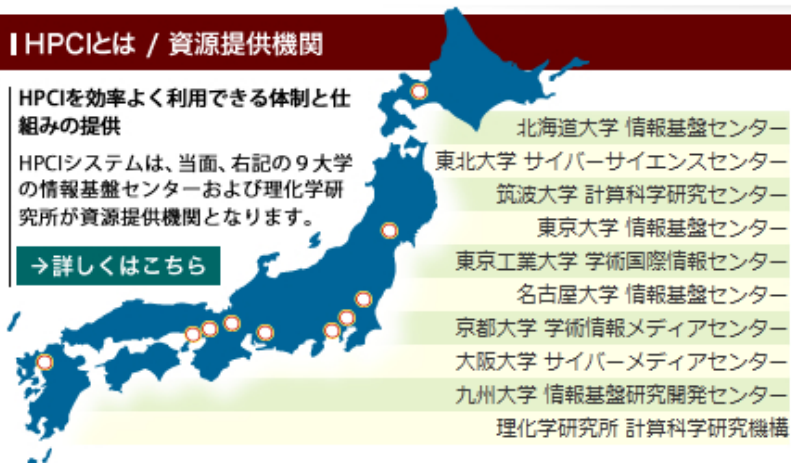 HPCIとは / 資源提供機関
HPCIを効率よく利用できる体制と仕
組みの提供
HPCIシステムは、当面、右記の９大学
の情報基盤センターおよび理化学研
究所が資源提供機関となります。
→詳しくはこちら
北海道大学 情報基盤センター
東北大学 サイバーサイエンスセンター
筑波大学 計算科学研究センター
東京大学 情報基盤センター
東京工業大学 学術国際情報センター
名古屋大学 情報基盤センター
京都大学 学術情報メディアセンター
大阪大学 サイバーメディアセンター
九州大学 情報基盤研究開発センター
理化学研究所 計算科学研究機構